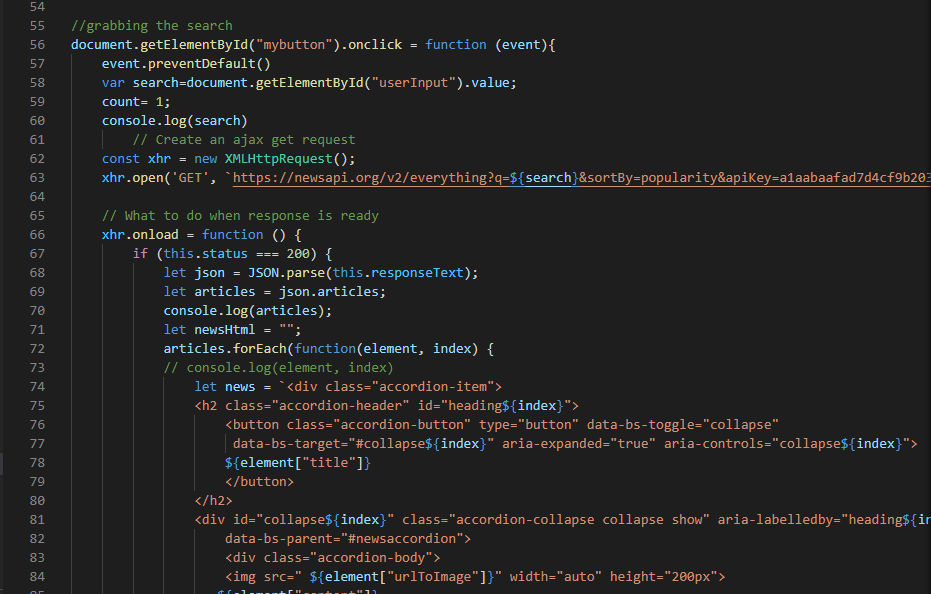 54
55 //grabbing the search
56 document.getElementById("mybutton").onclick = function (event){
57 event.preventDefault()
58 var search=document.getElementById("userInput").value;
59 count= 1;
60 console.log(search)
61 // Create an ajax get request
62 const xhr = new XMLHttpRequest();
63 xhr.open('GET', `https://newsapi.org/v2/everything?q=${search}&sortBy=popularity&apiKey=a1aabaafad7d4cf9b203
64
65 // What to do when response is ready
66 xhr.onload = function () {
67 if (this.status === 200) {
68 let json = JSON.parse(this.responseText);
69 let articles = json.articles;
70 console.log(articles);
71 let newsHtml = "";
72 articles.forEach(function(element, index) {
73 // console.log(element, index)
74 let news = `<div class="accordion-item">
75 <h2 class="accordion-header" id="heading${index}">
76 <button class="accordion-button" type="button" data-bs-toggle="collapse"
77 data-bs-target="#collapse${index}" aria-expanded="true" aria-controls="collapse${index}">
78 ${element["title"]}
79 </button>
80 </h2>
81 <div id="collapse${index}" class="accordion-collapse collapse show" aria-labelledby="heading${in
82 data-bs-parent="#newsaccordion">
83 <div class="accordion-body">
84 <img src=" ${element["urlToImage"]}" width="auto" height="200px">
85 ${element["content"]}